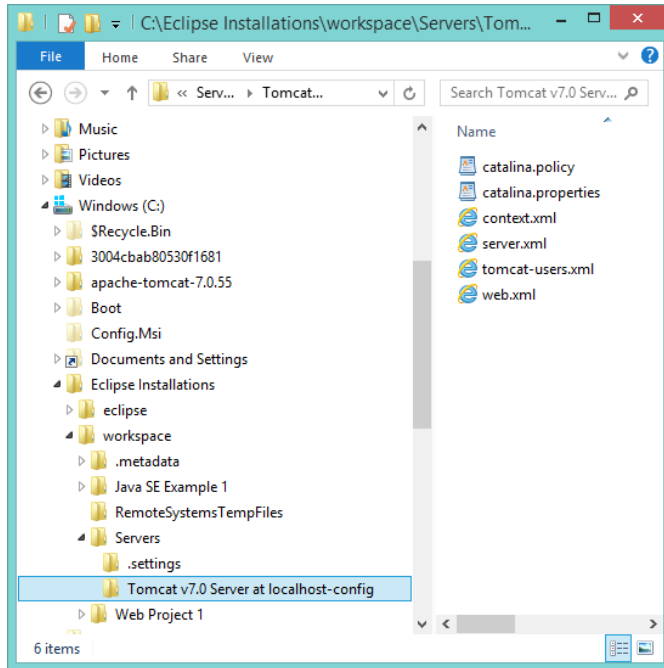 C:\Eclipse Installations\workspace\Servers\Tom...
File Home Share View
« Serv... Tomcat... Search Tomcat v7.0 Serv...
Music
Pictures
Videos
Windows (C:)
$Recycle.Bin
3004cbab80530f1681
apache-tomcat-7.0.55
Boot
Config.Msi
Documents and Settings
Eclipse Installations
eclipse
workspace
.metadata
Java SE Example 1
RemoteSystemsTempFiles
Servers
.settings
Tomcat v7.0 Server at localhost-config
Web Project 1
Name
catalina.policy
catalina.properties
context.xml
server.xml
tomcat-users.xml
web.xml
6 items